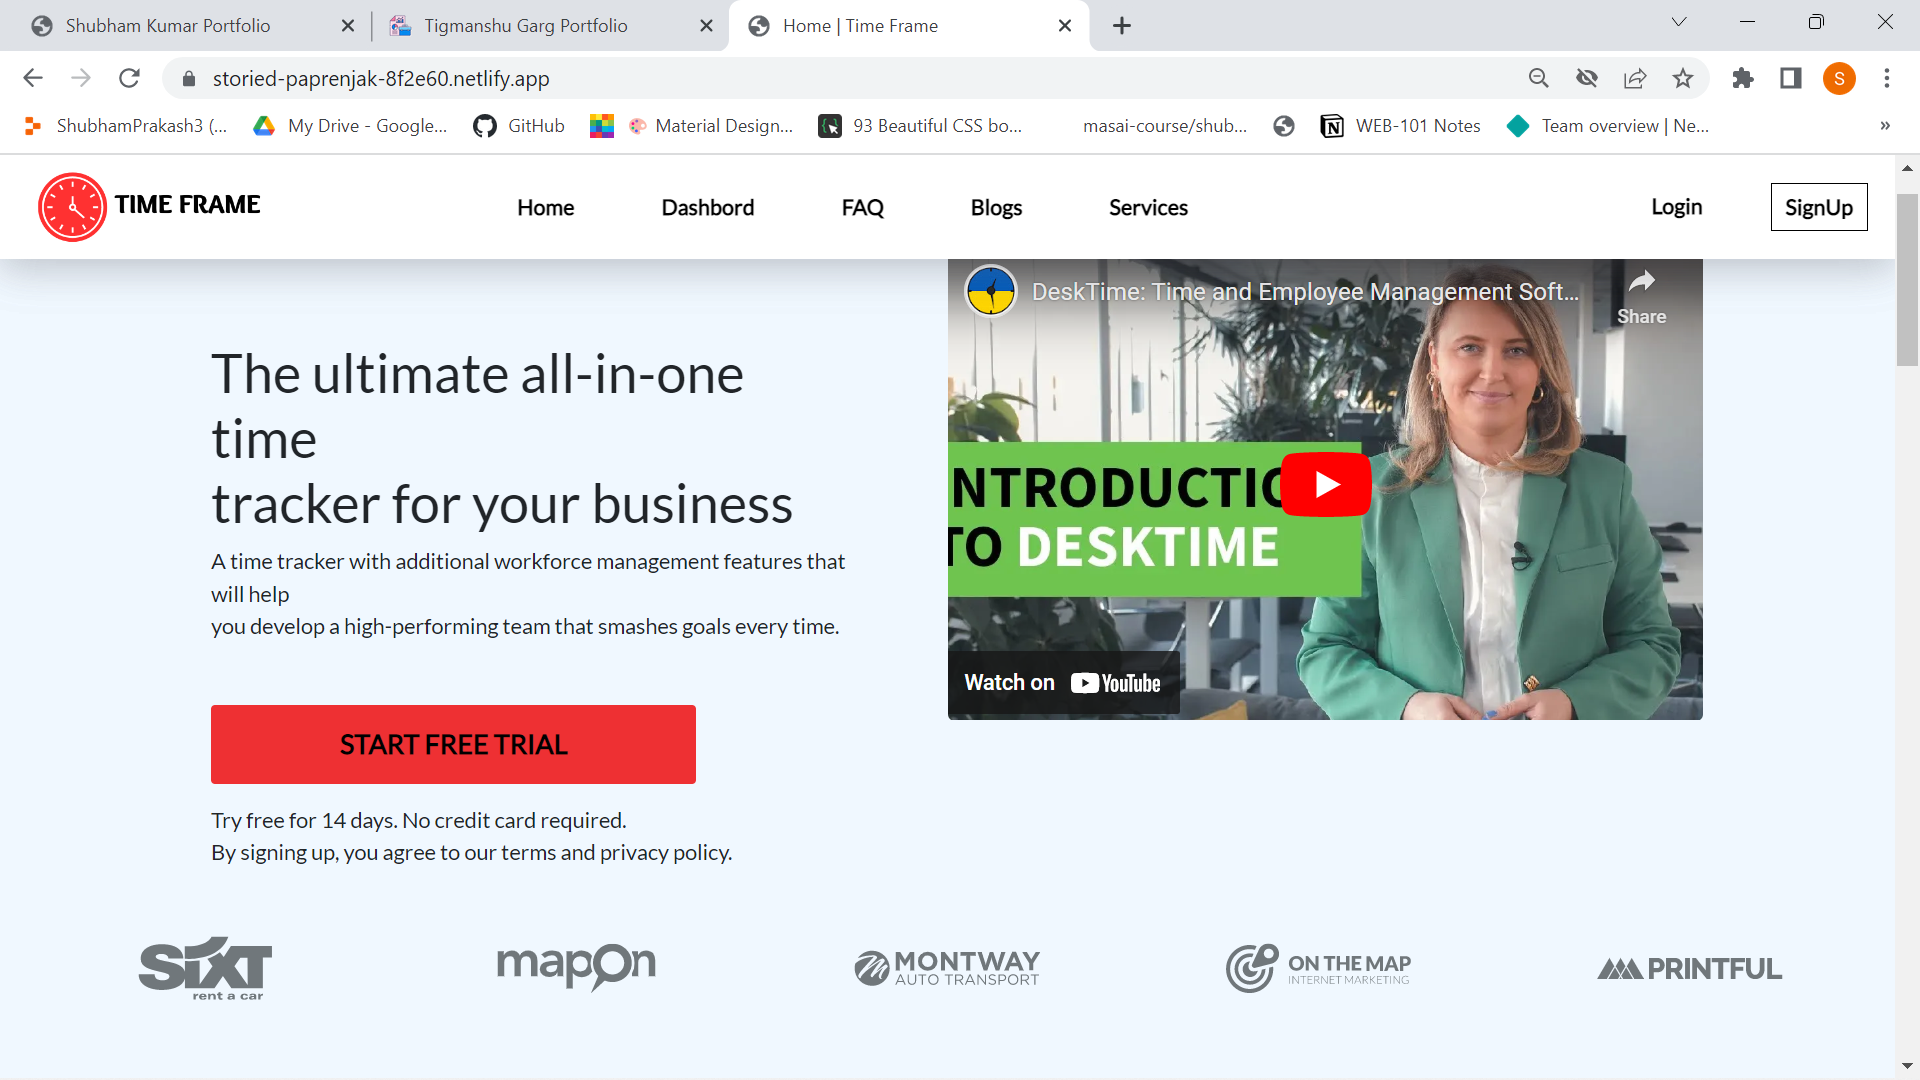 Shubham Kumar Portfolio
Tigmanshu Garg Portfolio
Home | Time Frame
storied-paprenjak-8f2e60.netlify.app
S
ShubhamPrakash3 (...
My Drive - Google...
GitHub
Material Design...
93 Beautiful CSS bo...
masai-course/shub...
WEB-101 Notes
Team overview | Ne...
»
TIME FRAME
Home
Dashbord
FAQ
Blogs
Services
Login
SignUp
DeskTime: Time and Employee Management Soft...
Share
The ultimate all-in-one
time
tracker for your business
A time tracker with additional workforce management features that
will help
you develop a high-performing team that smashes goals every time.
NTRODUCTIO
TO DESKTIME
Watch on YouTube
START FREE TRIAL
Try free for 14 days. No credit card required.
By signing up, you agree to our terms and privacy policy.
SIXT
rent a car
mapon
MONTWAY
AUTO TRANSPORT
ON THE MAP
INTERNET MARKETING
PRINTFUL